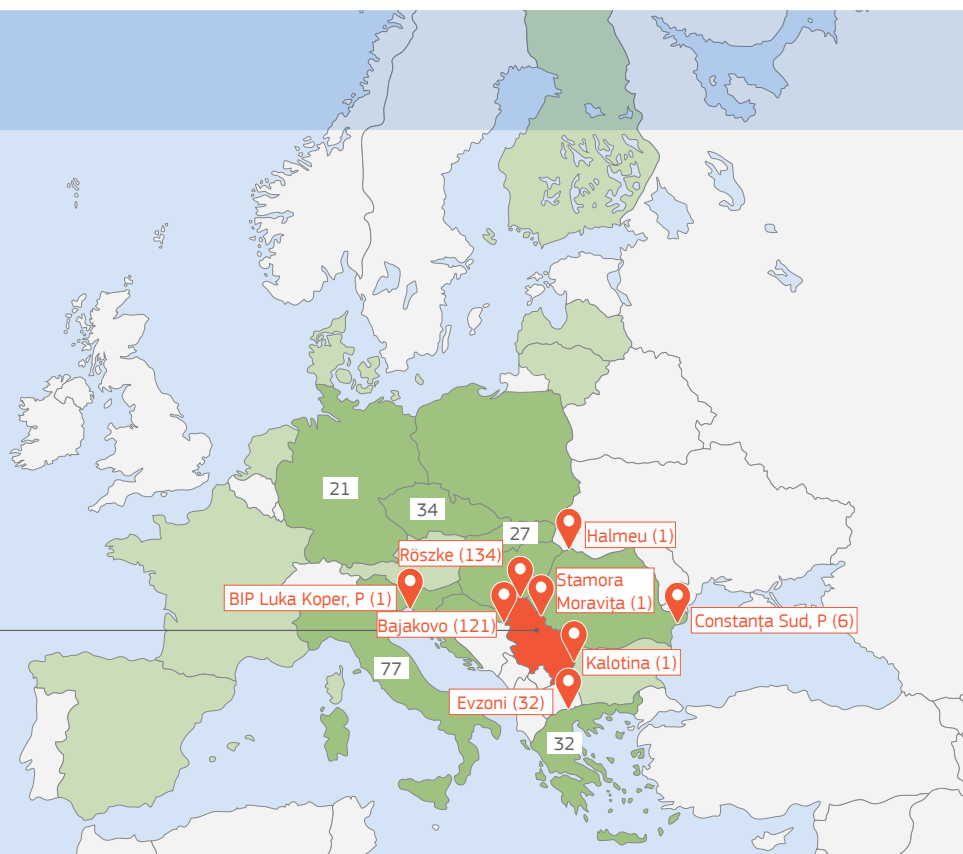 21
34
27
Halmeu (1)
Röszke (134)
Stamora
Moravița (1)
BIP Luka Koper, P (1)
Bajakovo (121)
Constanța Sud, P (6)
Kalotina (1)
77
Evzoni (32)
32